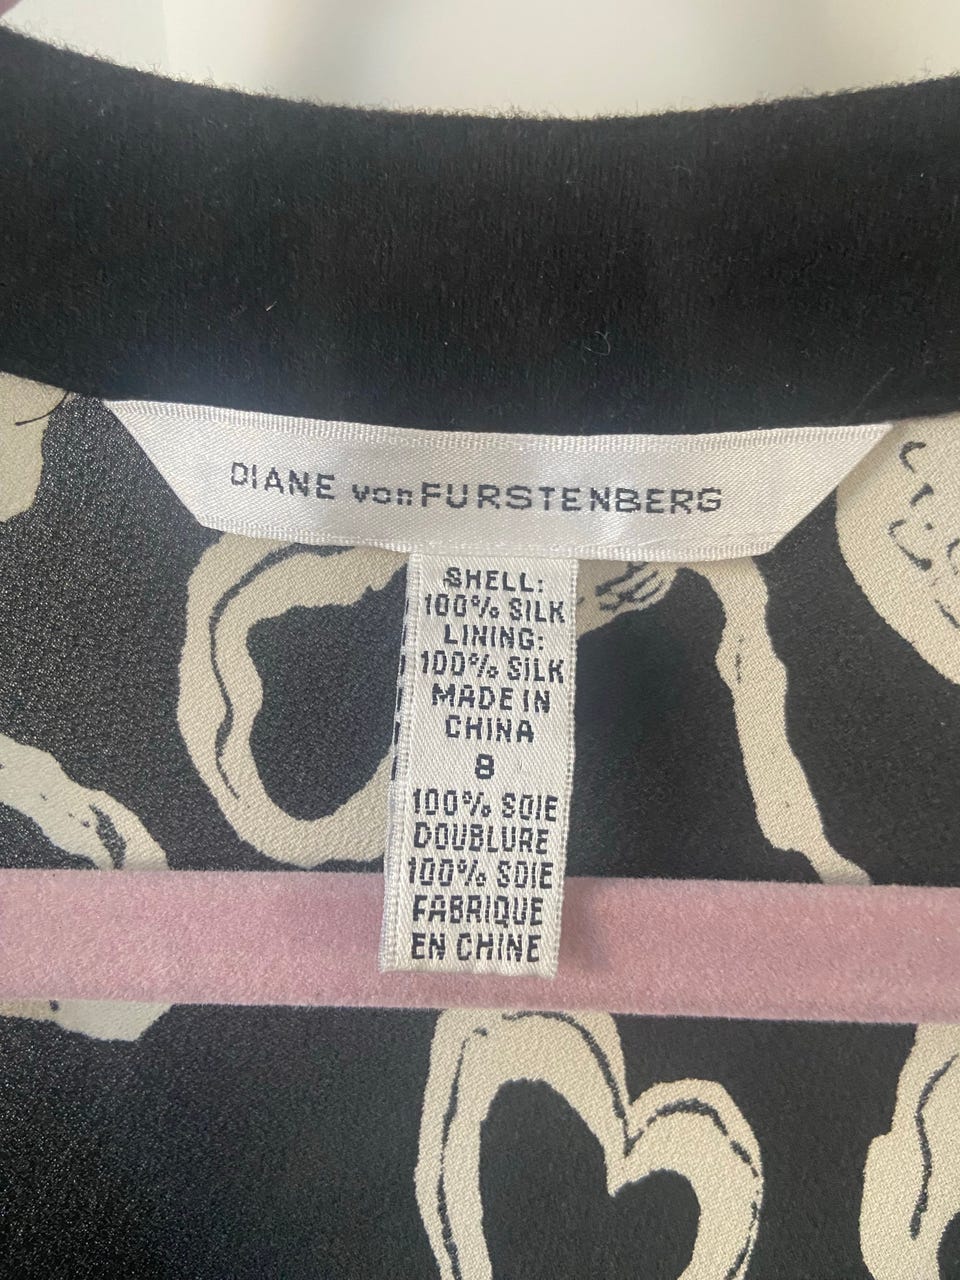 DIANE von FURSTENBERG
SHELL:
100% SILK
LINING:
100% SILK
MADE IN
CHINA
8
100% SOIE
DOUBLURE
100% SOIE
FABRIQUE
EN CHINE